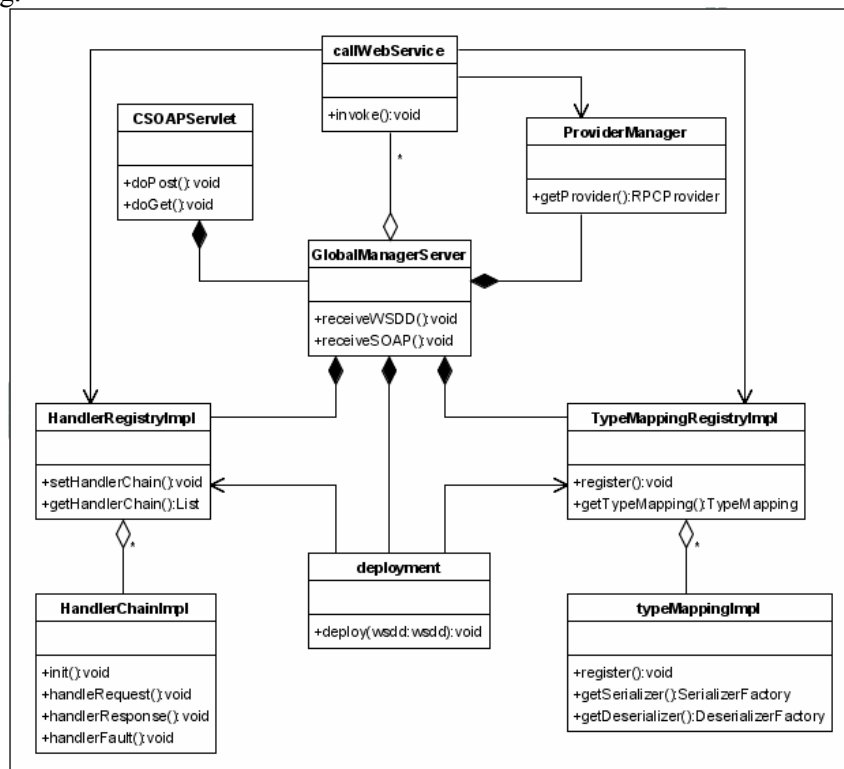 g.
callWebService
+invoke():void
CSOAPServlet
+doPost():void
+doGet():void
ProviderManager
+getProvider():RPCProvider
*
GlobalManagerServer
+receiveWSDD():void
+receiveSOAP():void
HandlerRegistryImpl
+setHandlerChain():void
+getHandlerChain():List
TypeMappingRegistryImpl
+register():void
+getTypeMapping():TypeMapping
*
*
deployment
+deploy(wsdd:wsdd):void
HandlerChainImpl
+init():void
+handleRequest():void
+handlerResponse():void
+handlerFault():void
typeMappingImpl
+register():void
+getSerializer():SerializerFactory
+getDeserializer():DeserializerFactory